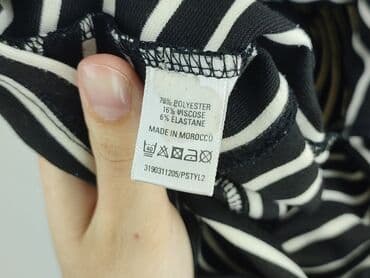 78% POLYESTER
16% VISCOSE
6% ELASTANE
MADE IN MOROCCO
3190311205/PSTYL2